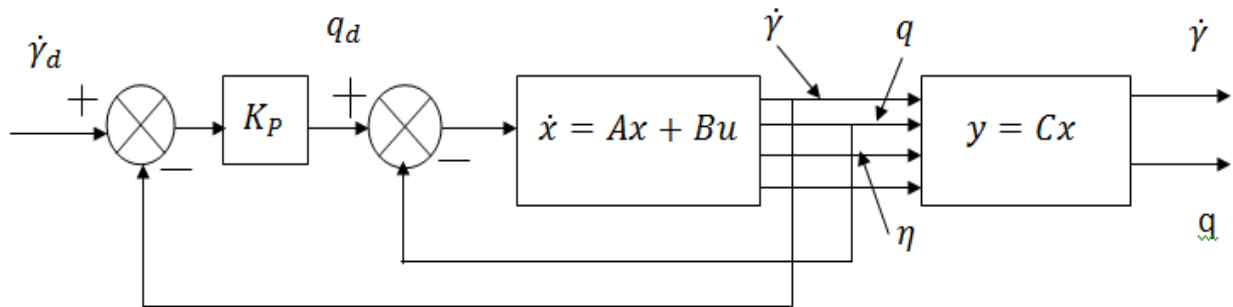 γ̇_d
+
−
K_P
q_d
+
−
ẋ = Ax + Bu
γ̇
q
η
y = Cx
γ̇
q